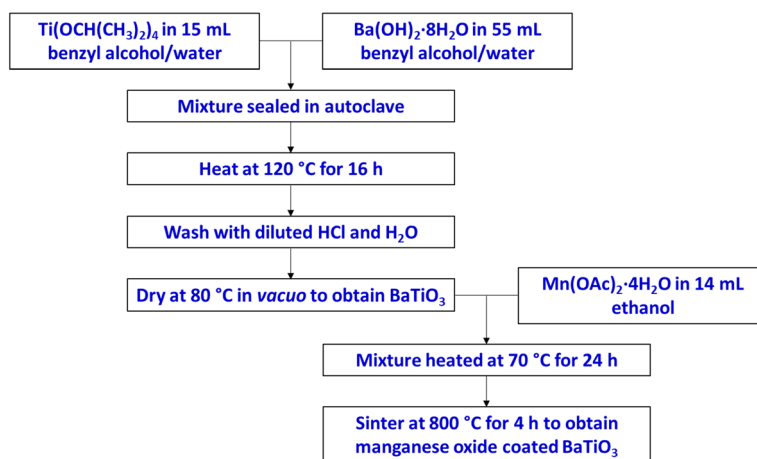 Ti(OCH(CH₃)₂)₄ in 15 mL
benzyl alcohol/water
Ba(OH)₂·8H₂O in 55 mL
benzyl alcohol/water
Mixture sealed in autoclave
Heat at 120 °C for 16 h
Wash with diluted HCl and H₂O
Dry at 80 °C in vacuo to obtain BaTiO₃
Mn(OAc)₂·4H₂O in 14 mL
ethanol
Mixture heated at 70 °C for 24 h
Sinter at 800 °C for 4 h to obtain
manganese oxide coated BaTiO₃